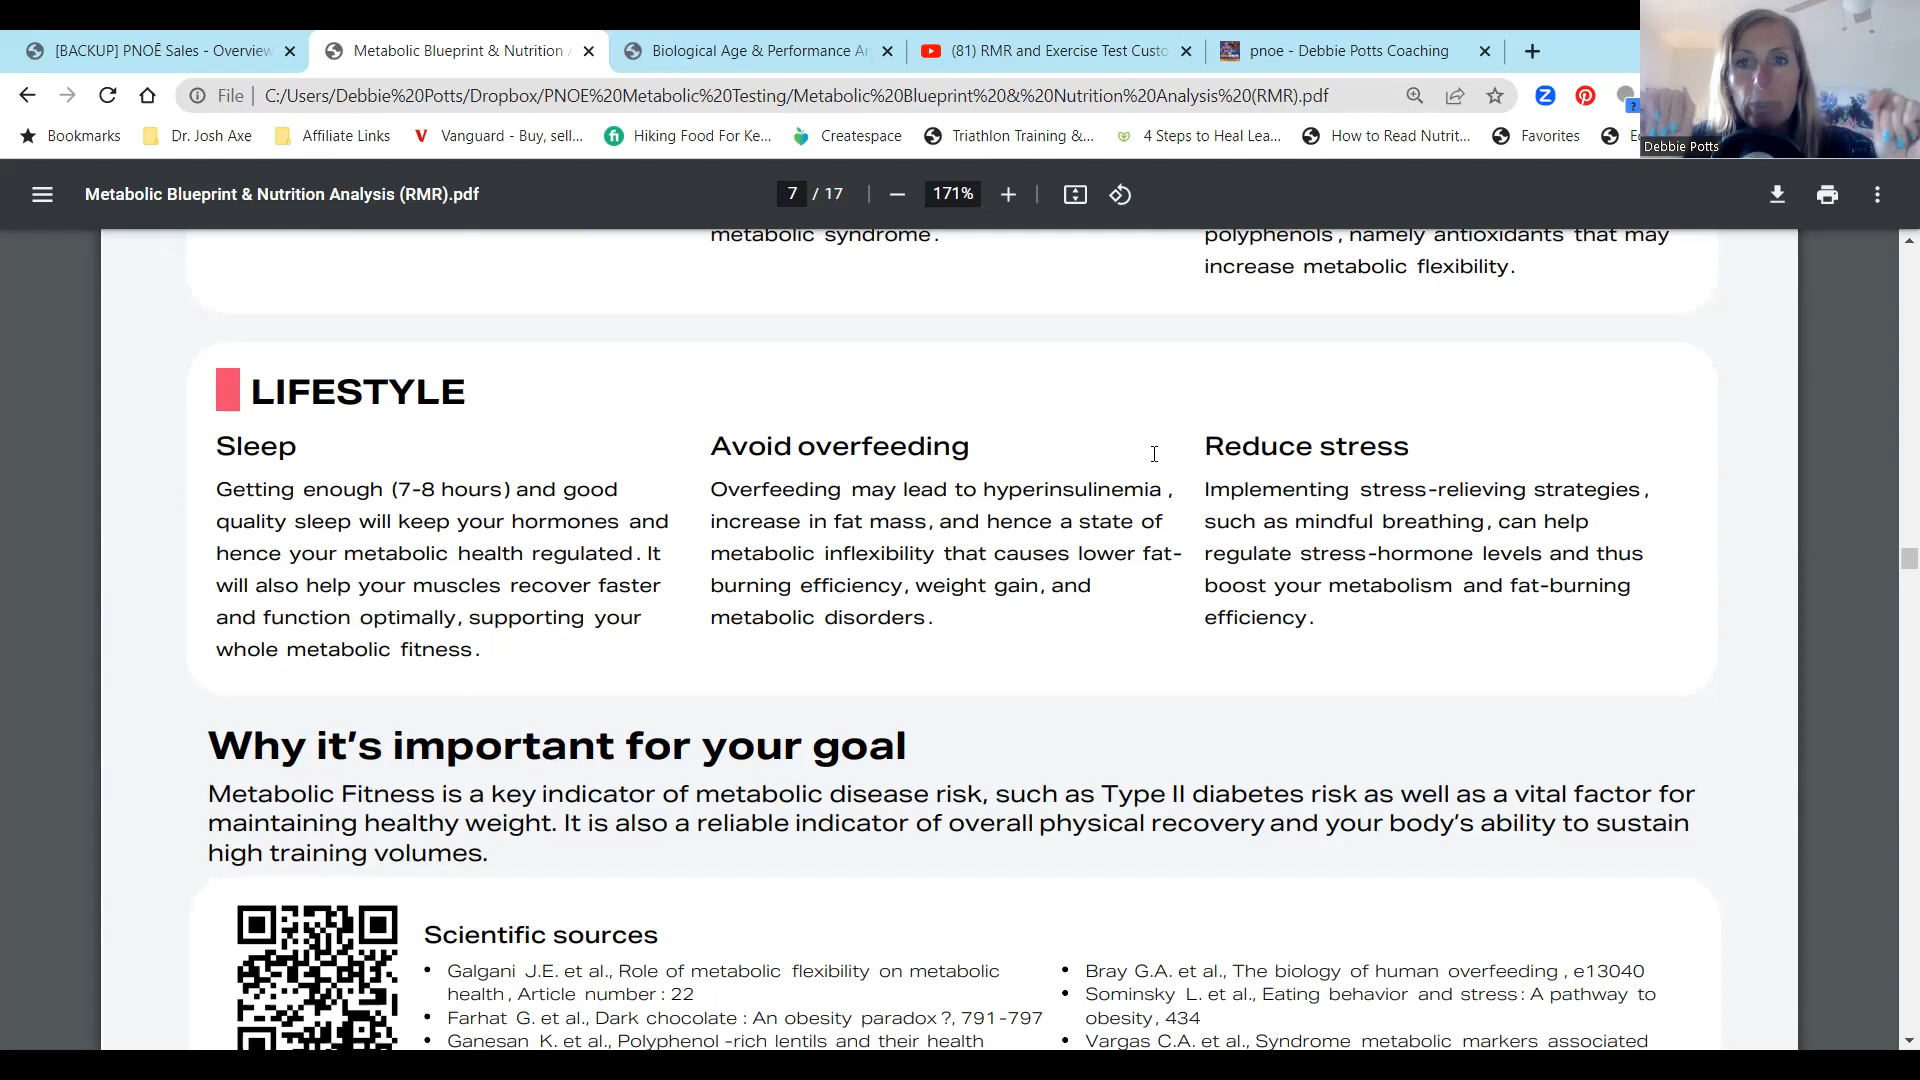 [BACKUP] PNOĒ Sales - Overview
Metabolic Blueprint & Nutrition
Biological Age & Performance
(81) RMR and Exercise Test Custo
pnoe - Debbie Potts Coaching
File
C:/Users/Debbie%20Potts/Dropbox/PNOE%20Metabolic%20Testing/Metabolic%20Blueprint%20&%20Nutrition%20Analysis%20(RMR).pdf
Debbie Potts
Bookmarks
Dr. Josh Axe
Affiliate Links
Vanguard - Buy, sell...
Hiking Food For Ke...
Createspace
Triathlon Training &...
4 Steps to Heal Lea...
How to Read Nutrit...
Favorites
Metabolic Blueprint & Nutrition Analysis (RMR).pdf
7 / 17
171%
metabolic syndrome.
polyphenols, namely antioxidants that may
increase metabolic flexibility.
LIFESTYLE
Sleep
Getting enough (7-8 hours) and good
quality sleep will keep your hormones and
hence your metabolic health regulated. It
will also help your muscles recover faster
and function optimally, supporting your
whole metabolic fitness.
Avoid overfeeding
Overfeeding may lead to hyperinsulinemia,
increase in fat mass, and hence a state of
metabolic inflexibility that causes lower fat-
burning efficiency, weight gain, and
metabolic disorders.
Reduce stress
Implementing stress-relieving strategies,
such as mindful breathing, can help
regulate stress-hormone levels and thus
boost your metabolism and fat-burning
efficiency.
Why it's important for your goal
Metabolic Fitness is a key indicator of metabolic disease risk, such as Type II diabetes risk as well as a vital factor for
maintaining healthy weight. It is also a reliable indicator of overall physical recovery and your body's ability to sustain
high training volumes.
Scientific sources
• Galgani J.E. et al., Role of metabolic flexibility on metabolic
health, Article number: 22
• Farhat G. et al., Dark chocolate: An obesity paradox?, 791-797
• Ganesan K. et al., Polyphenol-rich lentils and their health
• Bray G.A. et al., The biology of human overfeeding, e13040
• Sominsky L. et al., Eating behavior and stress: A pathway to
obesity, 434
• Vargas C.A. et al., Syndrome metabolic markers associated